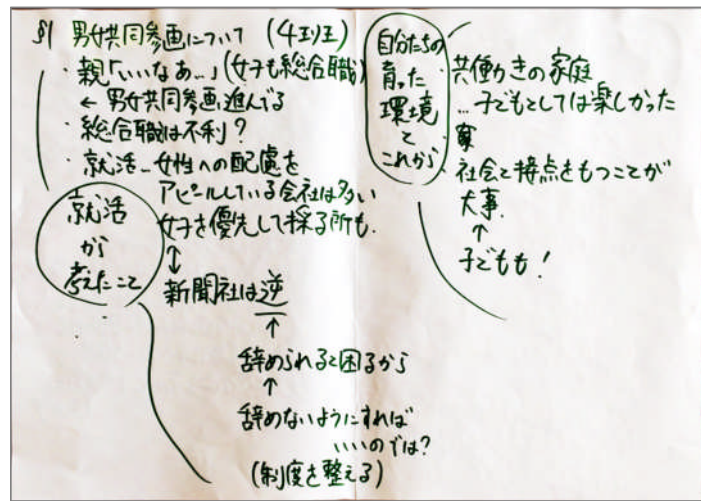 §1 男女共同参画について (4班)
・親「いいなあ…」(女子も総合職)
← 男女共同参画進んでる
・総合職は不利?
・就活…女性への配慮を
アピールしている会社は多い
女子を優先して採る所も
↕
新聞社は逆
↑
辞められると困るから
↑
辞めないようにすれば
いいのでは?
(制度を整える)
就活
から
考えたこと
自分たちの
育った
環境
と
これから
・共働きの家庭
…子どもとしては楽しかった
・社会と接点をもつことが
大事.
↑
子どもも!